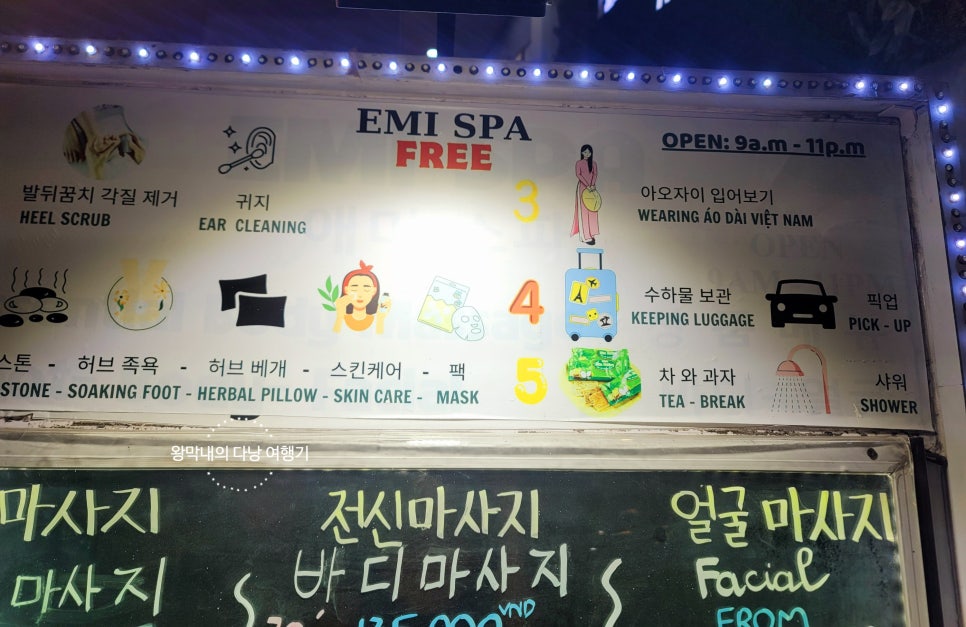 EMI SPA
FREE
OPEN: 9a.m - 11p.m
발뒤꿈치 각질 제거
HEEL SCRUB
귀지
EAR CLEANING
3
아오자이 입어보기
WEARING ÁO DÀI VIỆT NAM
4
수하물 보관
KEEPING LUGGAGE
픽업
PICK - UP
스톤 - 허브 족욕 - 허브 베개 - 스킨케어 - 팩
STONE - SOAKING FOOT - HERBAL PILLOW - SKIN CARE - MASK
5
차 와 과자
TEA - BREAK
샤워
SHOWER
왕막내의 다낭 여행기
마사지
전신마사지
얼굴 마사지
마사지
바디마사지
Facial
VND
FROM